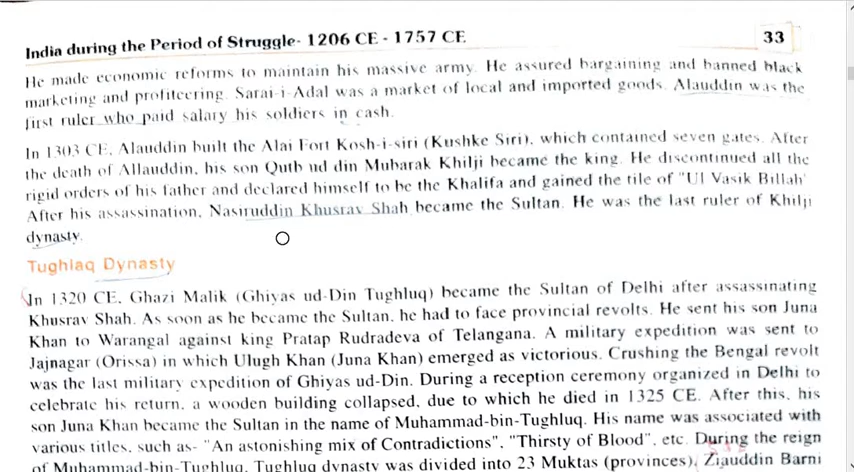 India during the Period of Struggle- 1206 CE - 1757 CE
33
He made economic reforms to maintain his massive army. He assured bargaining and banned black
marketing and profiteering. Sarai-i-Adal was a market of local and imported goods. Alauddin was the
first ruler who paid salary his soldiers in cash.
In 1303 CE, Alauddin built the Alai Fort Kosh-i-siri (Kushke Siri), which contained seven gates. After
the death of Allauddin, his son Qutb ud din Mubarak Khilji became the king. He discontinued all the
rigid orders of his father and declared himself to be the Khalifa and gained the tile of "Ul Vasik Billah'
After his assassination, Nasiruddin Khusrav Shah became the Sultan. He was the last ruler of Khilji
dynasty.
Tughlaq Dynasty
In 1320 CE, Ghazi Malik (Ghiyas ud-Din Tughluq) became the Sultan of Delhi after assassinating
Khusrav Shah. As soon as he became the Sultan, he had to face provincial revolts. He sent his son Juna
Khan to Warangal against king Pratap Rudradeva of Telangana. A military expedition was sent to
Jajnagar (Orissa) in which Ulugh Khan (Juna Khan) emerged as victorious. Crushing the Bengal revolt
was the last military expedition of Ghiyas ud-Din. During a reception ceremony organized in Delhi to
celebrate his return, a wooden building collapsed, due to which he died in 1325 CE. After this, his
son Juna Khan became the Sultan in the name of Muhammad-bin-Tughluq. His name was associated with
various titles, such as- "An astonishing mix of Contradictions", "Thirsty of Blood", etc. During the reign
of Muhammad-bin-Tughluq, Tughluq dynasty was divided into 23 Muktas (provinces). Ziauddin Barni